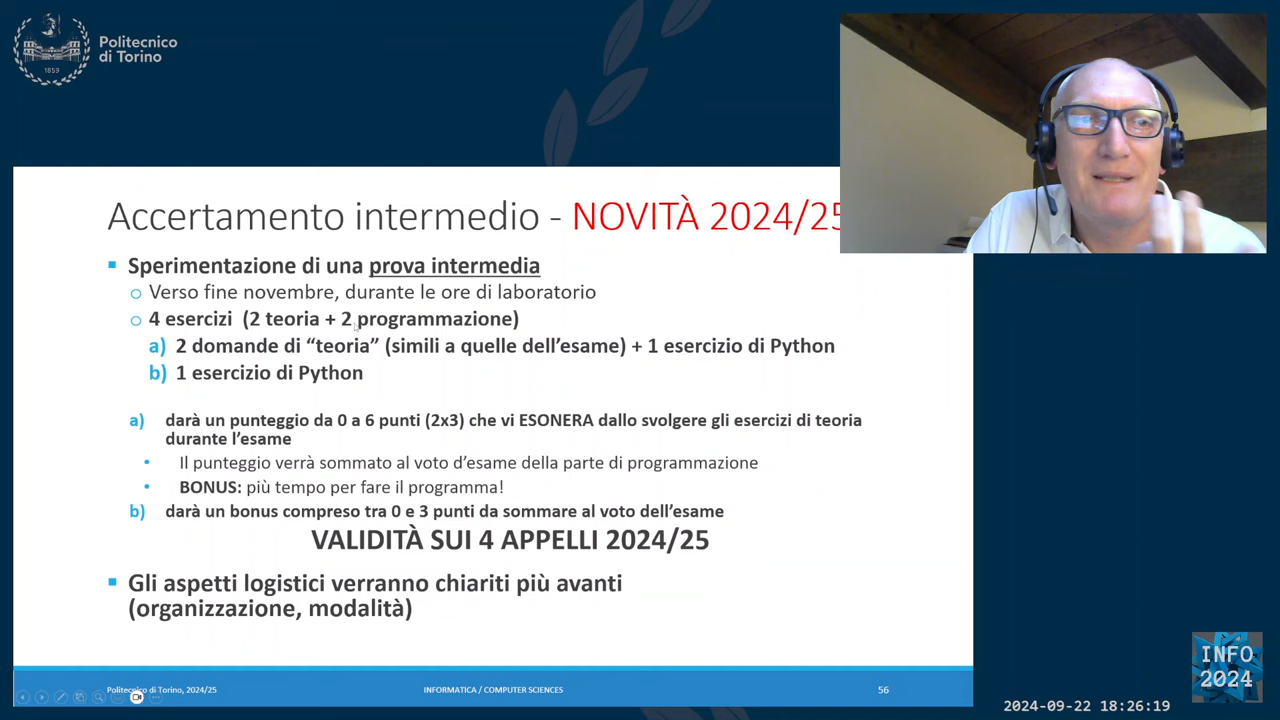 Politecnico
di Torino
1859
Accertamento intermedio - NOVITÀ 2024/25
Sperimentazione di una prova intermedia
Verso fine novembre, durante le ore di laboratorio
4 esercizi (2 teoria + 2 programmazione)
a) 2 domande di “teoria” (simili a quelle dell’esame) + 1 esercizio di Python
b) 1 esercizio di Python
a) darà un punteggio da 0 a 6 punti (2x3) che vi ESONERA dallo svolgere gli esercizi di teoria
durante l’esame
• Il punteggio verrà sommato al voto d’esame della parte di programmazione
• BONUS: più tempo per fare il programma!
b) darà un bonus compreso tra 0 e 3 punti da sommare al voto dell’esame
VALIDITÀ SUI 4 APPELLI 2024/25
Gli aspetti logistici verranno chiariti più avanti
(organizzazione, modalità)
Politecnico di Torino, 2024/25
INFORMATICA / COMPUTER SCIENCES
56
INFO
2024
2024-09-22 18:26:19